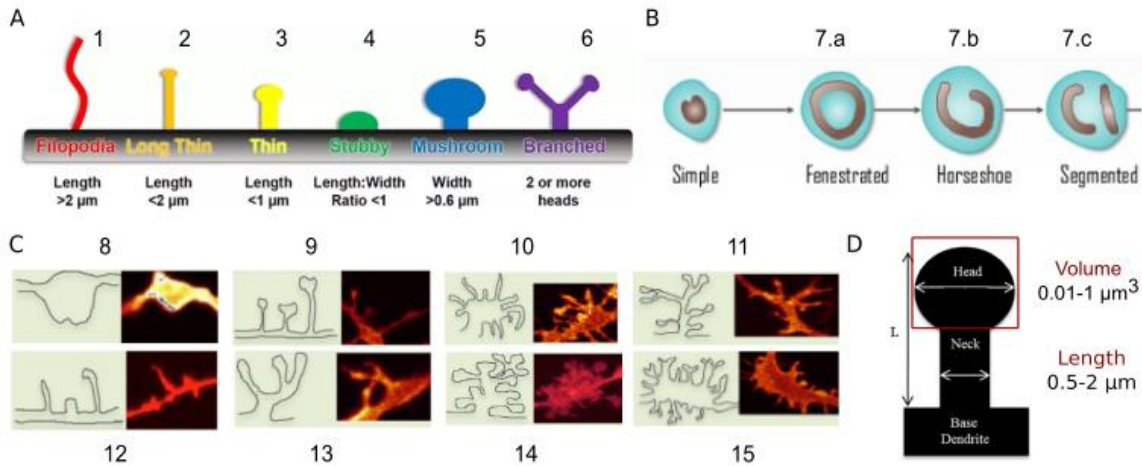 A
1 2 3 4 5 6
Filopodia Long Thin Thin Stubby Mushroom Branched
Length
>2 µm
Length
<2 µm
Length
<1 µm
Length:Width
Ratio <1
Width
>0.6 µm
2 or more
heads
B
7.a 7.b 7.c
Simple
Fenestrated
Horseshoe
Segmented
C
8 9 10 11
12 13 14 15
D
Head
L
Neck
Base
Dendrite
Volume
0.01-1 µm³
Length
0.5-2 µm